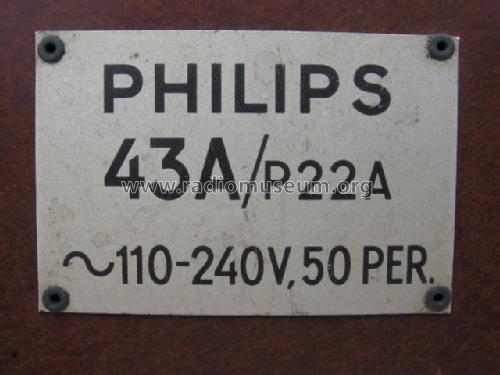 PHILIPS
43A/P22A
www.radiomuseum.org
~110-240V, 50 PER.